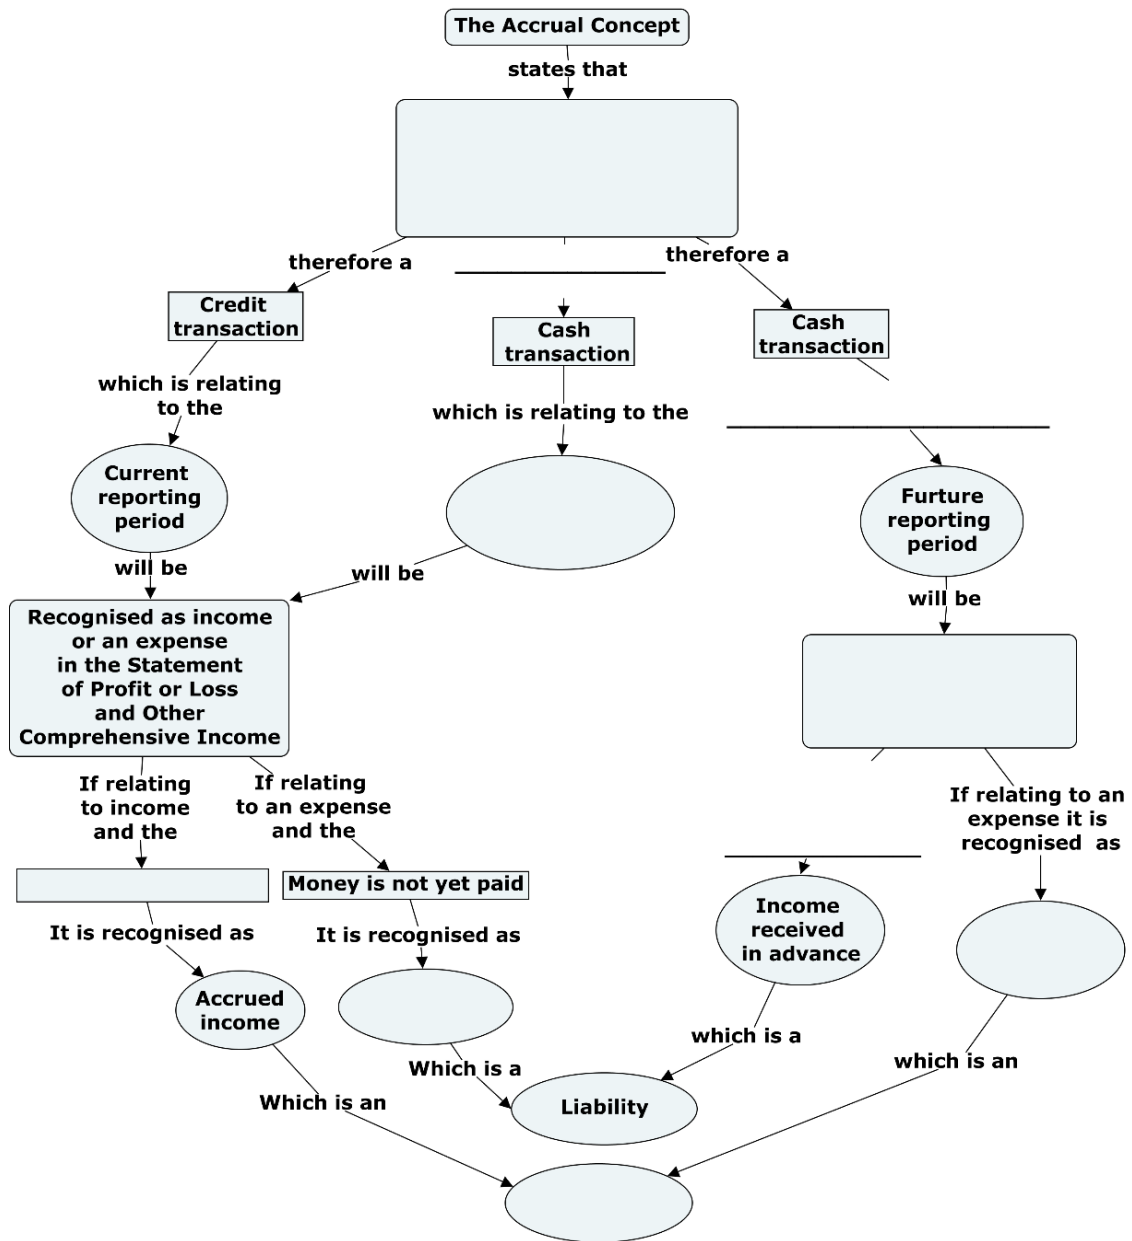 The Accrual Concept
states that
therefore a
therefore a
Credit
transaction
Cash
transaction
Cash
transaction
which is relating
to the
which is relating to the
Current
reporting
period
Furture
reporting
period
will be
will be
will be
Recognised as income
or an expense
in the Statement
of Profit or Loss
and Other
Comprehensive Income
If relating
to income
and the
If relating
to an expense
and the
If relating to an
expense it is
recognised as
Money is not yet paid
It is recognised as
It is recognised as
Income
received
in advance
Accrued
income
which is a
Which is a
which is an
Which is an
Liability